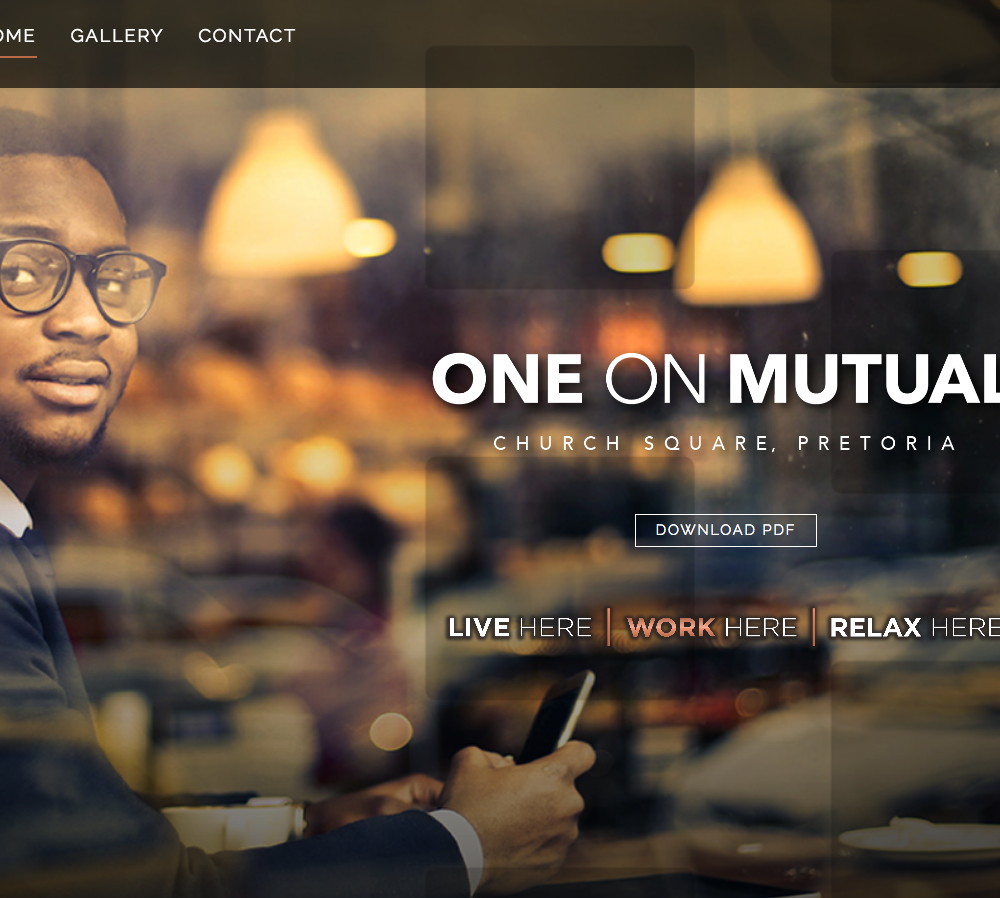 OME GALLERY CONTACT
ONE ON MUTUAL
CHURCH SQUARE, PRETORIA
DOWNLOAD PDF
LIVE HERE | WORK HERE | RELAX HERE